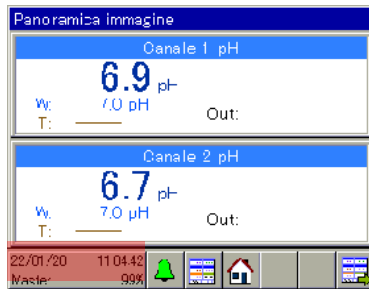 Panoramica immagine
Canale 1 pH
6.9 pH
W: 7.0 pH
Out:
T:
Canale 2 pH
6.7 pH
W: 7.0 pH
Out:
T:
22/01/20 11:04:42
Master 99%